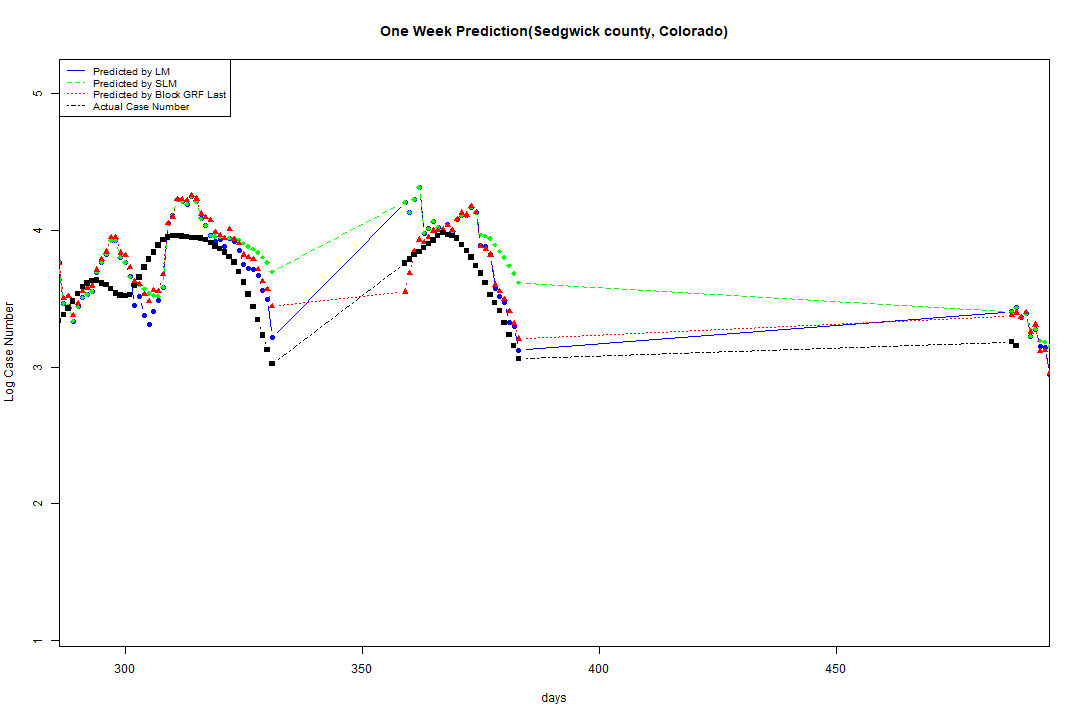 One Week Prediction(Sedgwick county, Colorado)
Predicted by LM
Predicted by SLM
Predicted by Block GRF Last
Actual Case Number
5
4
3
2
1
Log Case Number
300 350 400 450
days